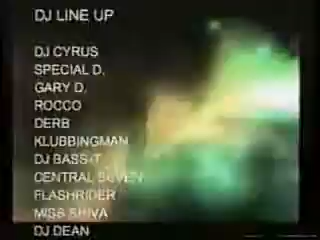 DJ LINE UP
DJ CYRUS
SPECIAL D.
GARY D.
ROCCO
DERB
KLUBBINGMAN
DJ BASS-T
CENTRAL SEVEN
FLASHRIDER
MISS SHIVA
DJ DEAN